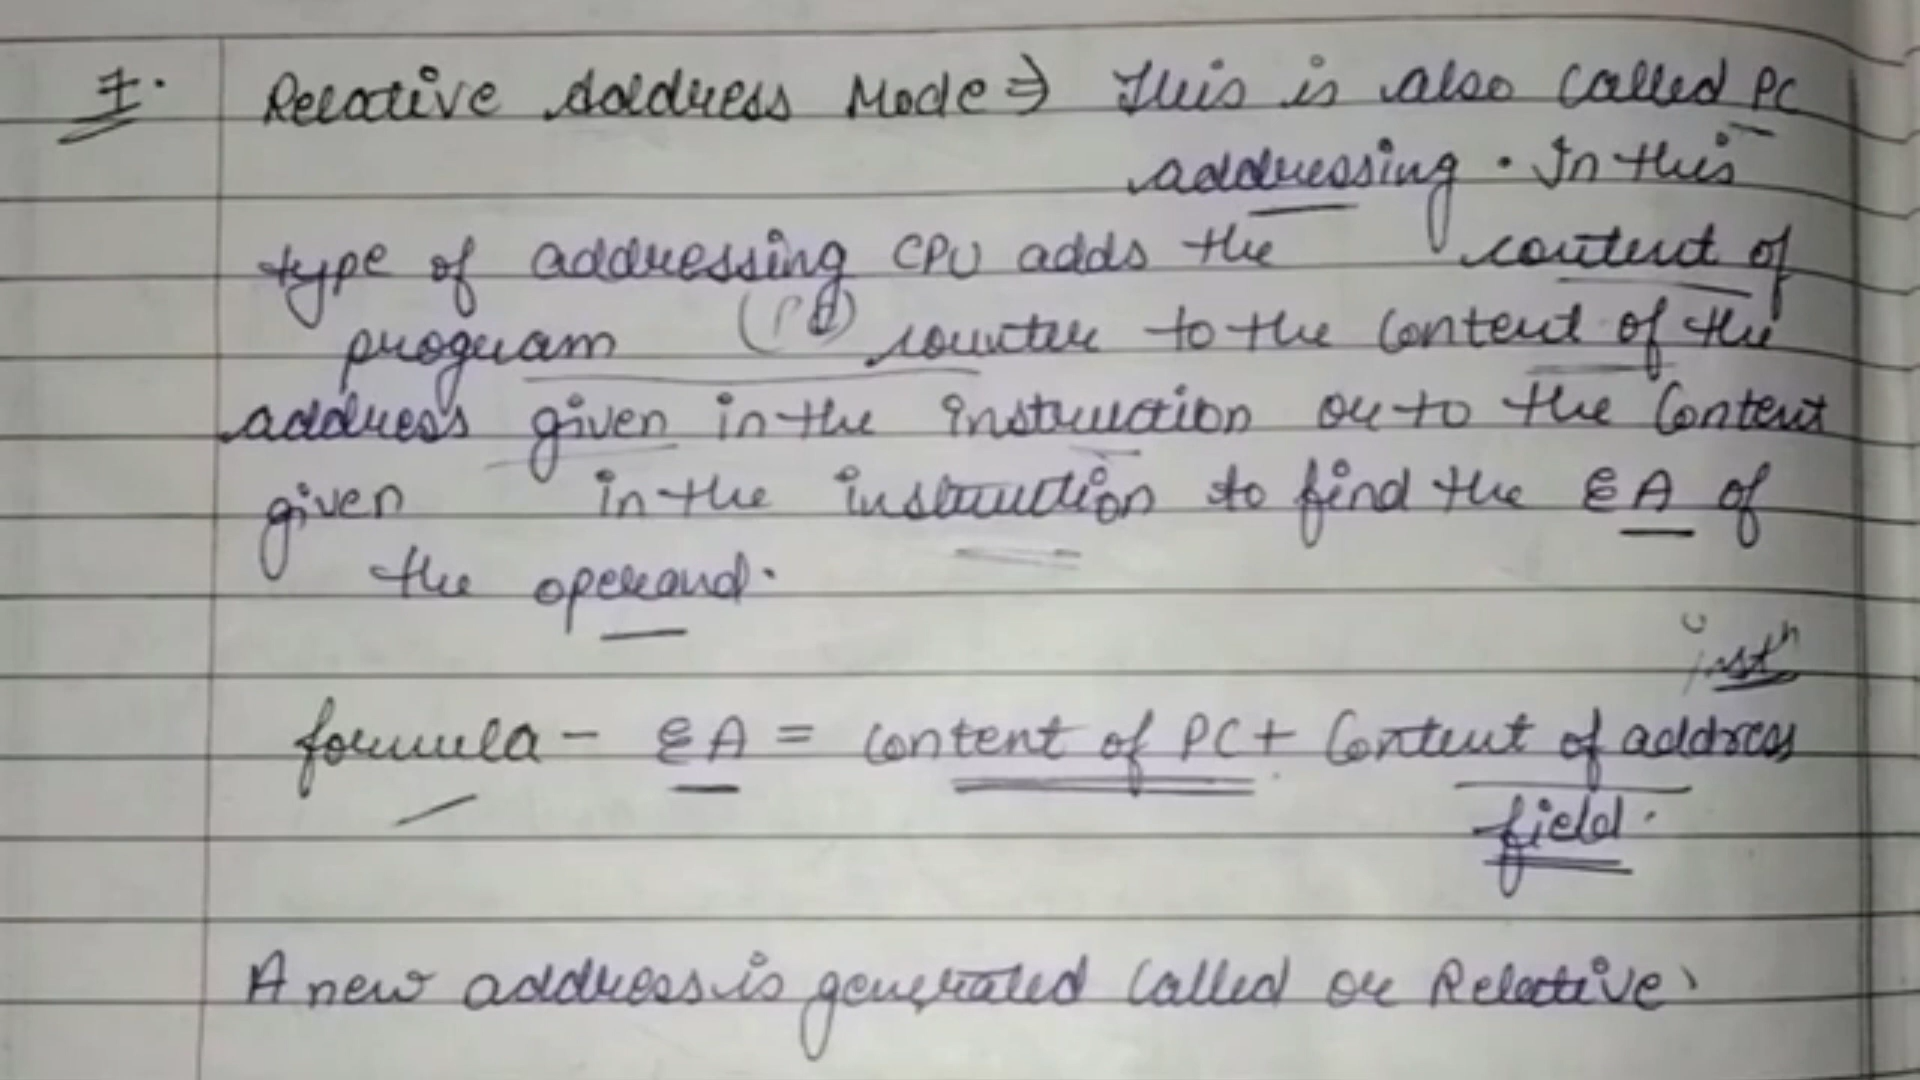 7. Relative Address Mode ⇒ This is also called PC
addressing. In this
type of addressing CPU adds the content of
program (PC) counter to the content of the
address given in the instruction or to the content
given in the instruction to find the EA of
the operand.
instn
formula - EA = content of PC + Content of address
field.
A new address is generated called or Relative.